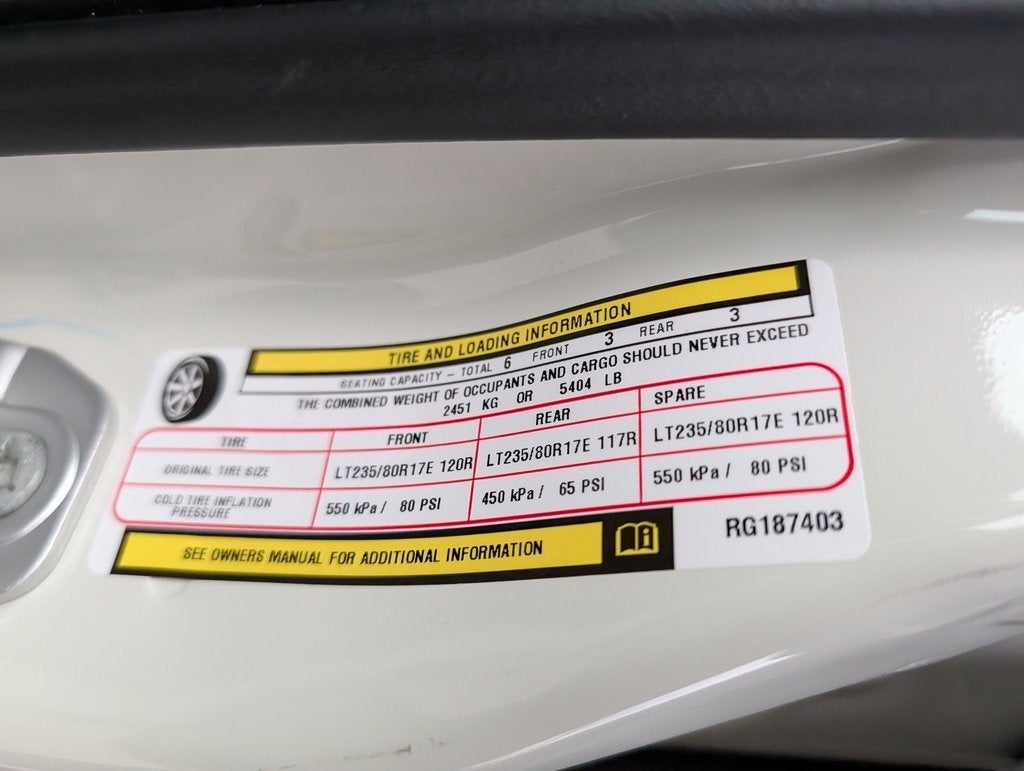 TIRE AND LOADING INFORMATION
SEATING CAPACITY - TOTAL 6 FRONT 3 REAR 3
THE COMBINED WEIGHT OF OCCUPANTS AND CARGO SHOULD NEVER EXCEED
2451 KG OR 5404 LB
TIRE FRONT REAR SPARE
ORIGINAL TIRE SIZE LT235/80R17E 120R LT235/80R17E 117R LT235/80R17E 120R
COLD TIRE INFLATION PRESSURE 550 kPa / 80 PSI 450 kPa / 65 PSI 550 kPa / 80 PSI
SEE OWNERS MANUAL FOR ADDITIONAL INFORMATION
RG187403